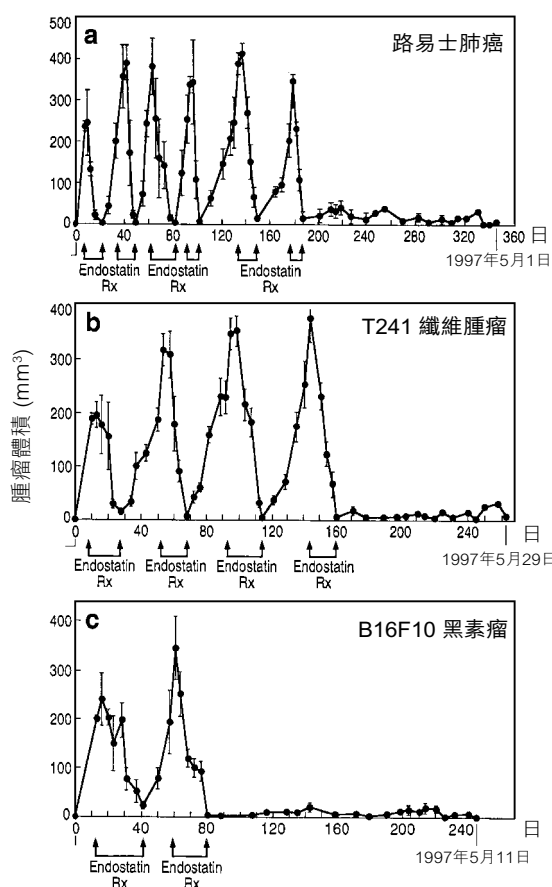 a
路易士肺癌
500
400
300
200
100
0
0 40 80 120 150 200 240 280 320 360 日
Endostatin Rx
Endostatin Rx
Endostatin Rx
1997年5月1日
b
T241 纖維腫瘤
腫瘤體積 (mm³)
400
300
200
100
0
0 40 80 120 160 200 240 日
Endostatin Rx
Endostatin Rx
Endostatin Rx
Endostatin Rx
1997年5月29日
c
B16F10 黑素瘤
400
300
200
100
0
0 40 80 120 160 200 240 日
Endostatin Rx
Endostatin Rx
1997年5月11日